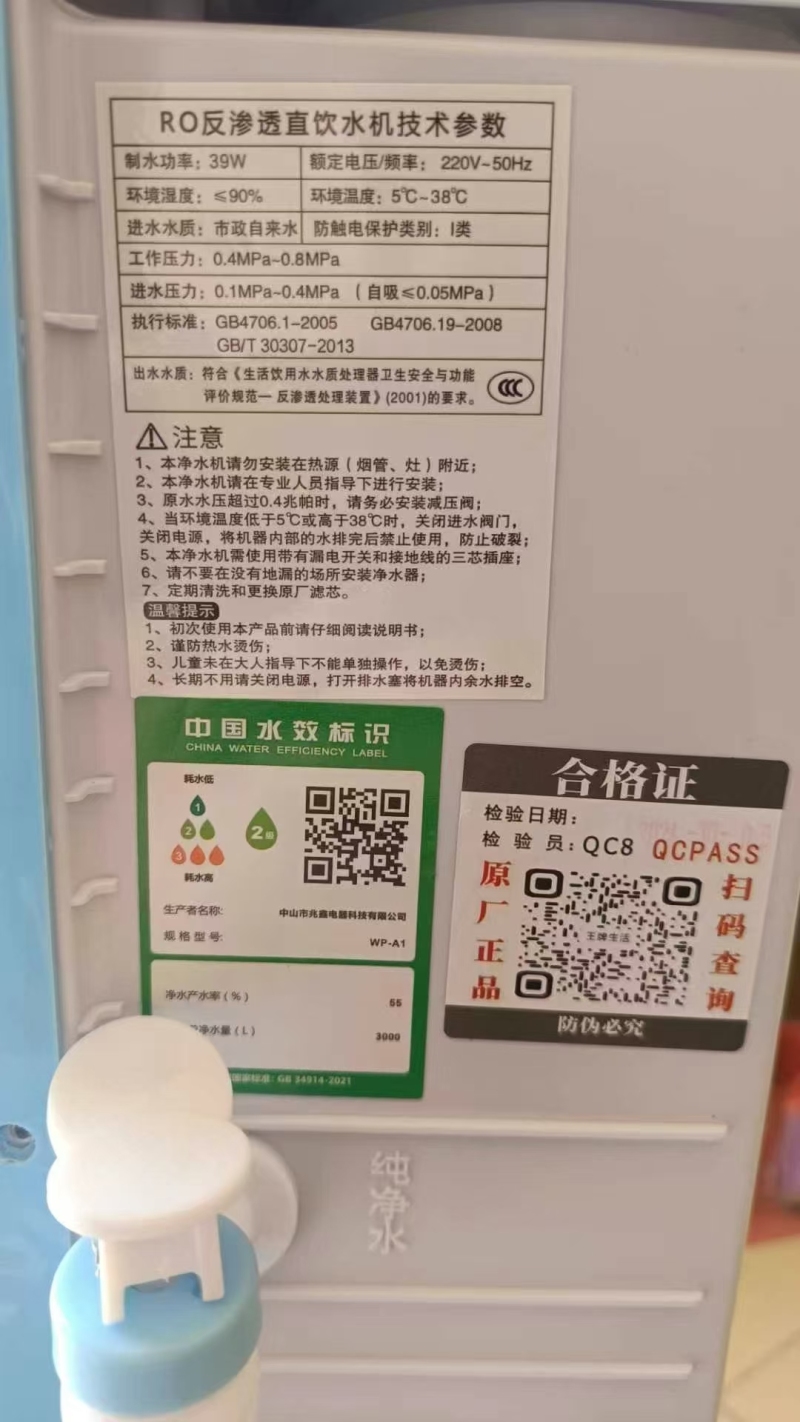 RO反渗透直饮水机技术参数
制水功率：39W 额定电压/频率：220V~50Hz
环境湿度：≤90% 环境温度：5℃~38℃
进水水质：市政自来水 防触电保护类别：I类
工作压力：0.4MPa~0.8MPa
进水压力：0.1MPa~0.4MPa （自吸≤0.05MPa）
执行标准：GB4706.1-2005 GB4706.19-2008
GB/T 30307-2013
出水水质：符合《生活饮用水水质处理器卫生安全与功能
评价规范一 反渗透处理装置》(2001)的要求。
CCC
注意
1、本净水机请勿安装在热源（烟管、灶）附近；
2、本净水机请在专业人员指导下进行安装；
3、原水水压超过0.4兆帕时，请务必安装减压阀；
4、当环境温度低于5℃或高于38℃时，关闭进水阀门，
关闭电源，将机器内部的水排完后禁止使用，防止破裂；
5、本净水机需使用带有漏电开关和接地线的三芯插座；
6、请不要在没有地漏的场所安装净水器；
7、定期清洗和更换原厂滤芯。
温馨提示
1、初次使用本产品前请仔细阅读说明书；
2、谨防热水烫伤；
3、儿童未在大人指导下不能单独操作，以免烫伤；
4、长期不用请关闭电源，打开排水塞将机器内余水排空。
中国水效标识
CHINA WATER EFFICIENCY LABEL
耗水低
1
2
3
耗水高
2级
生产者名称: 中山市兆鑫电器科技有限公司
规格型号: WP-A1
净水产水率(%) 55
净水量(L) 3000
国家标准：GB 34914-2021
合格证
检验日期：
检验员：QC8 QCPASS
原厂正品
王牌生活
扫码查询
防伪必究
纯净水